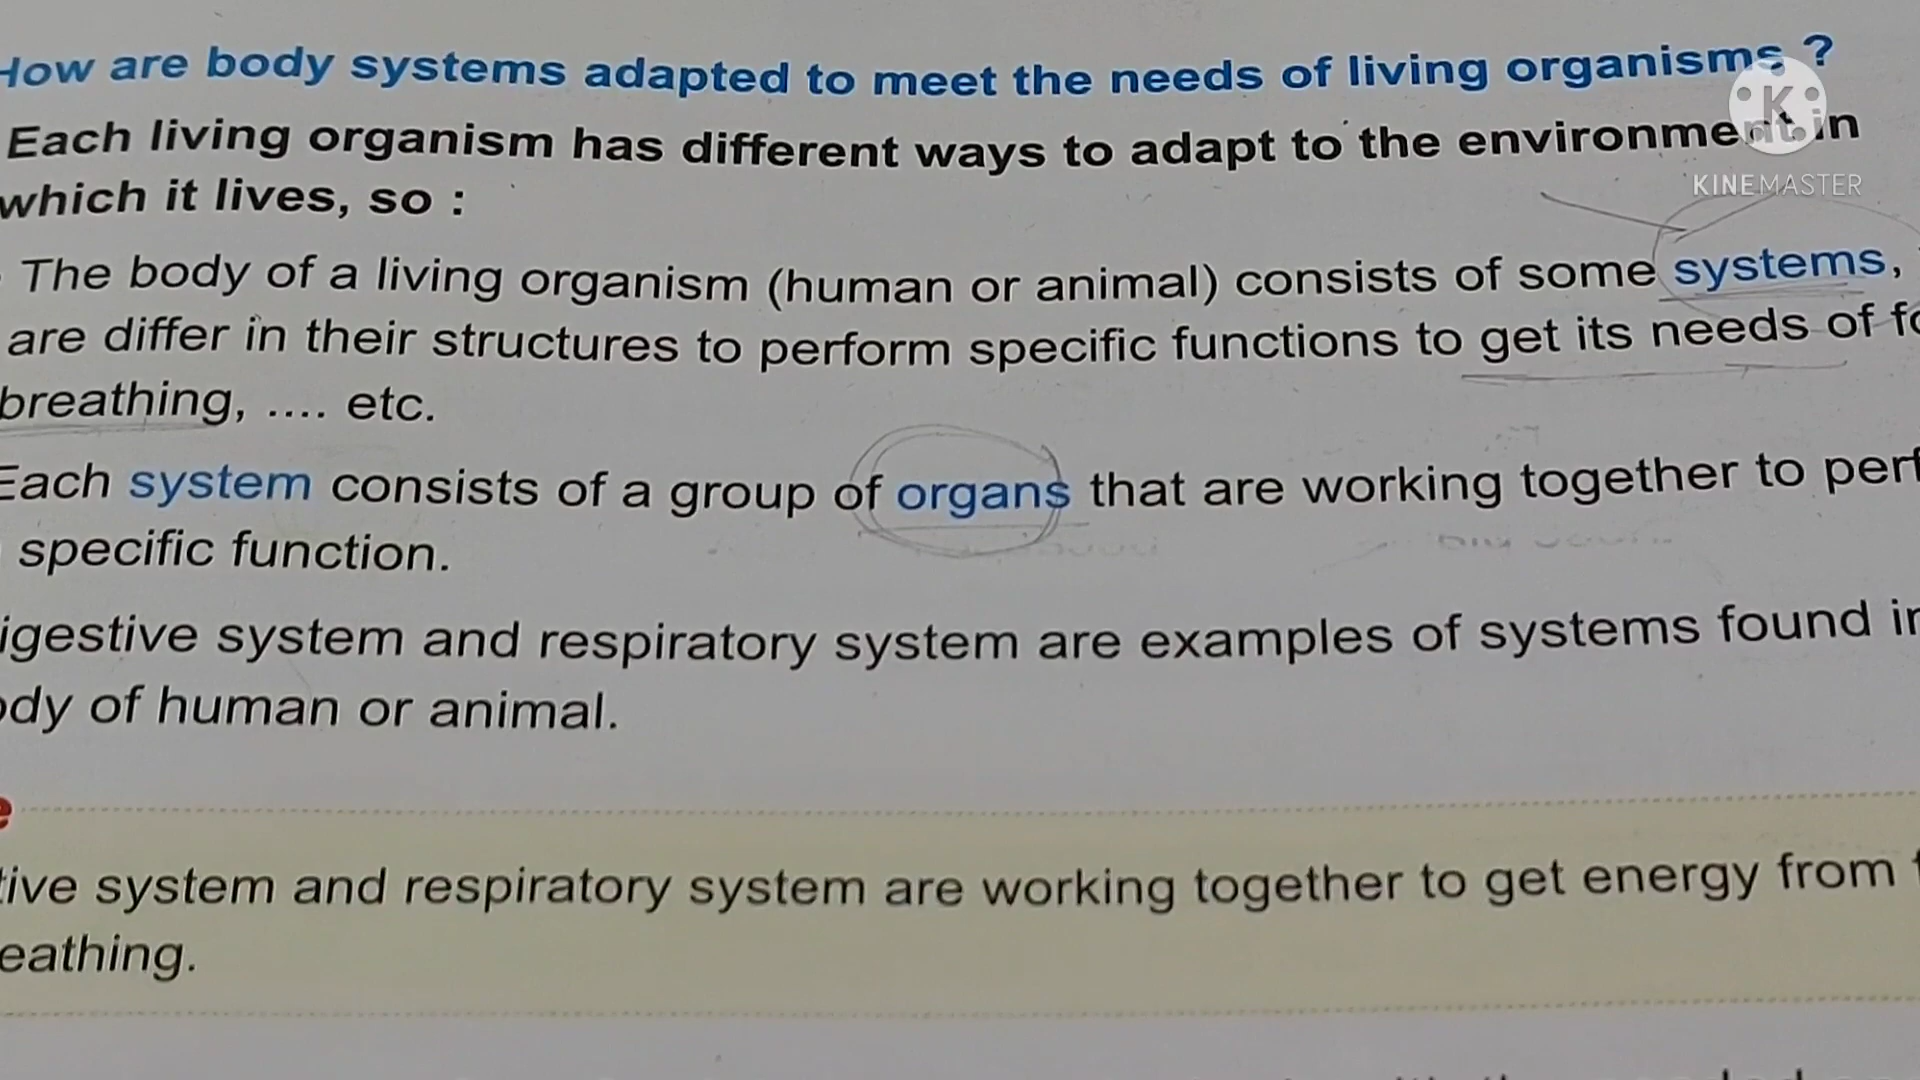 How are body systems adapted to meet the needs of living organisms ?
Each living organism has different ways to adapt to the environment in
which it lives, so :
The body of a living organism (human or animal) consists of some systems,
are differ in their structures to perform specific functions to get its needs of
breathing, .... etc.
Each system consists of a group of organs that are working together to
specific function.
igestive system and respiratory system are examples of systems found in
ody of human or animal.
e
tive system and respiratory system are working together to get energy from
eathing.
KINEMASTER